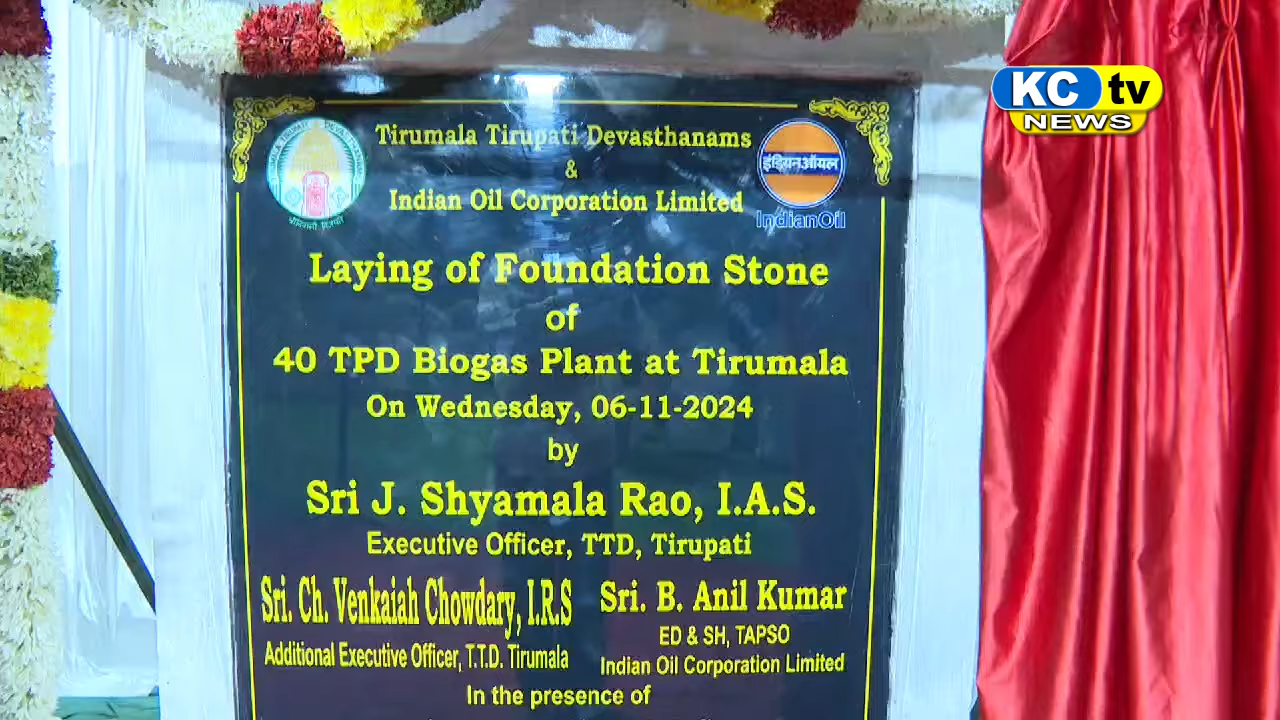 KC tv
NEWS
Tirumala Tirupati Devasthanams
&
Indian Oil Corporation Limited
इंडियनऑयल
IndianOil
Laying of Foundation Stone
of
40 TPD Biogas Plant at Tirumala
On Wednesday, 06-11-2024
by
Sri J. Shyamala Rao, I.A.S.
Executive Officer, TTD, Tirupati
Sri. Ch. Venkaiah Chowdary, I.R.S
Additional Executive Officer, T.T.D. Tirumala
Sri. B. Anil Kumar
ED & SH, TAPSO
Indian Oil Corporation Limited
In the presence of